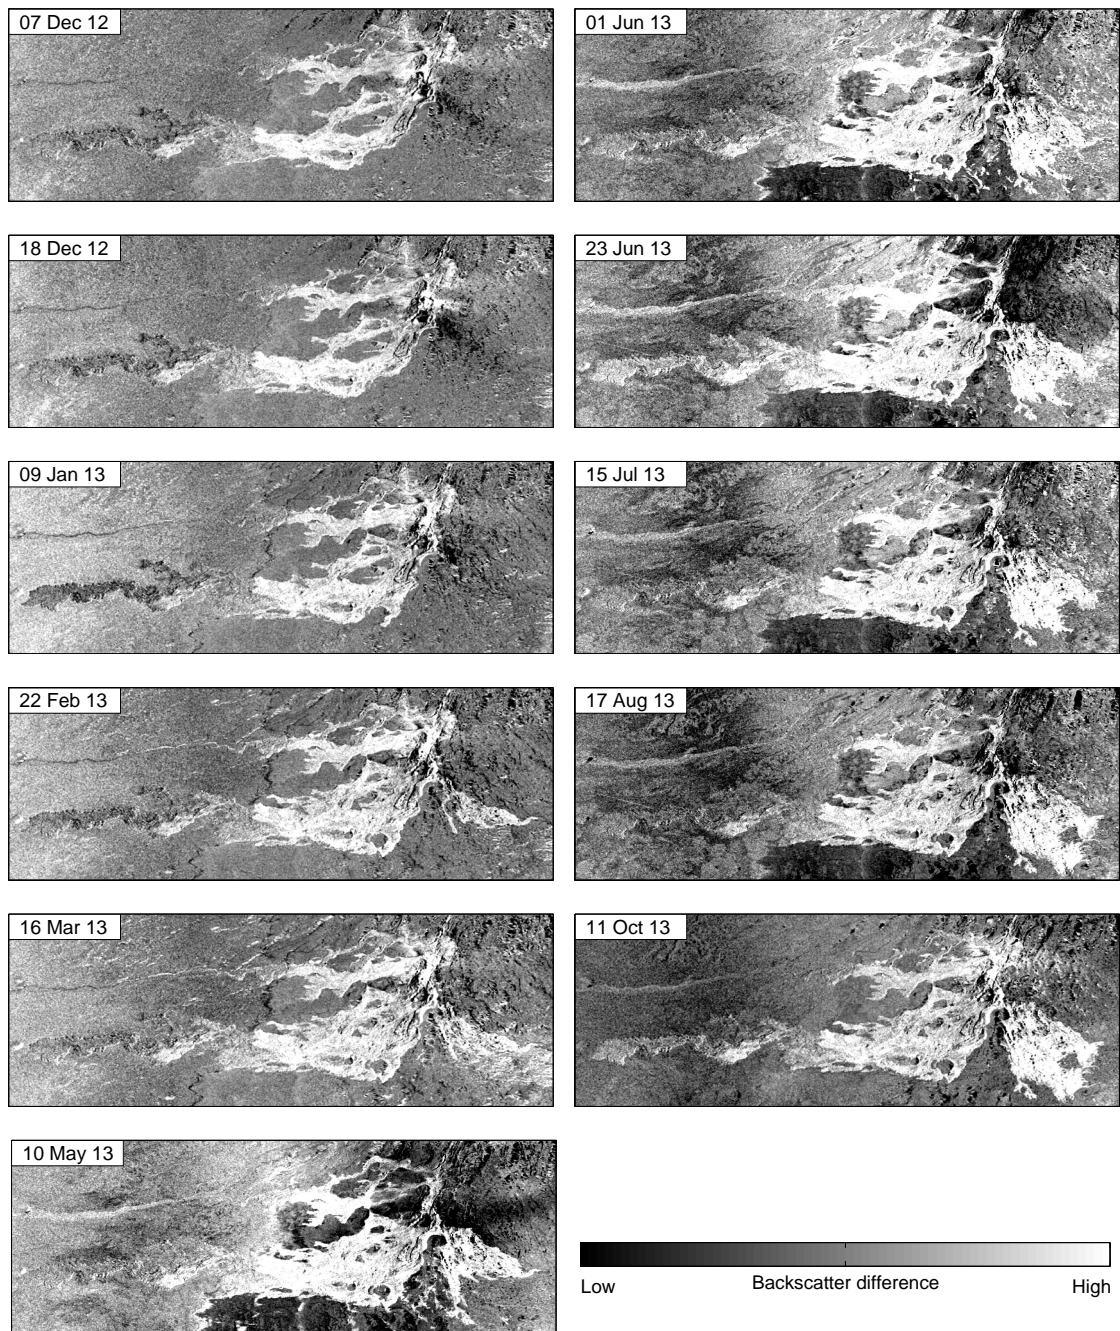 07 Dec 12
18 Dec 12
09 Jan 13
22 Feb 13
16 Mar 13
10 May 13
01 Jun 13
23 Jun 13
15 Jul 13
17 Aug 13
11 Oct 13
Low Backscatter difference High